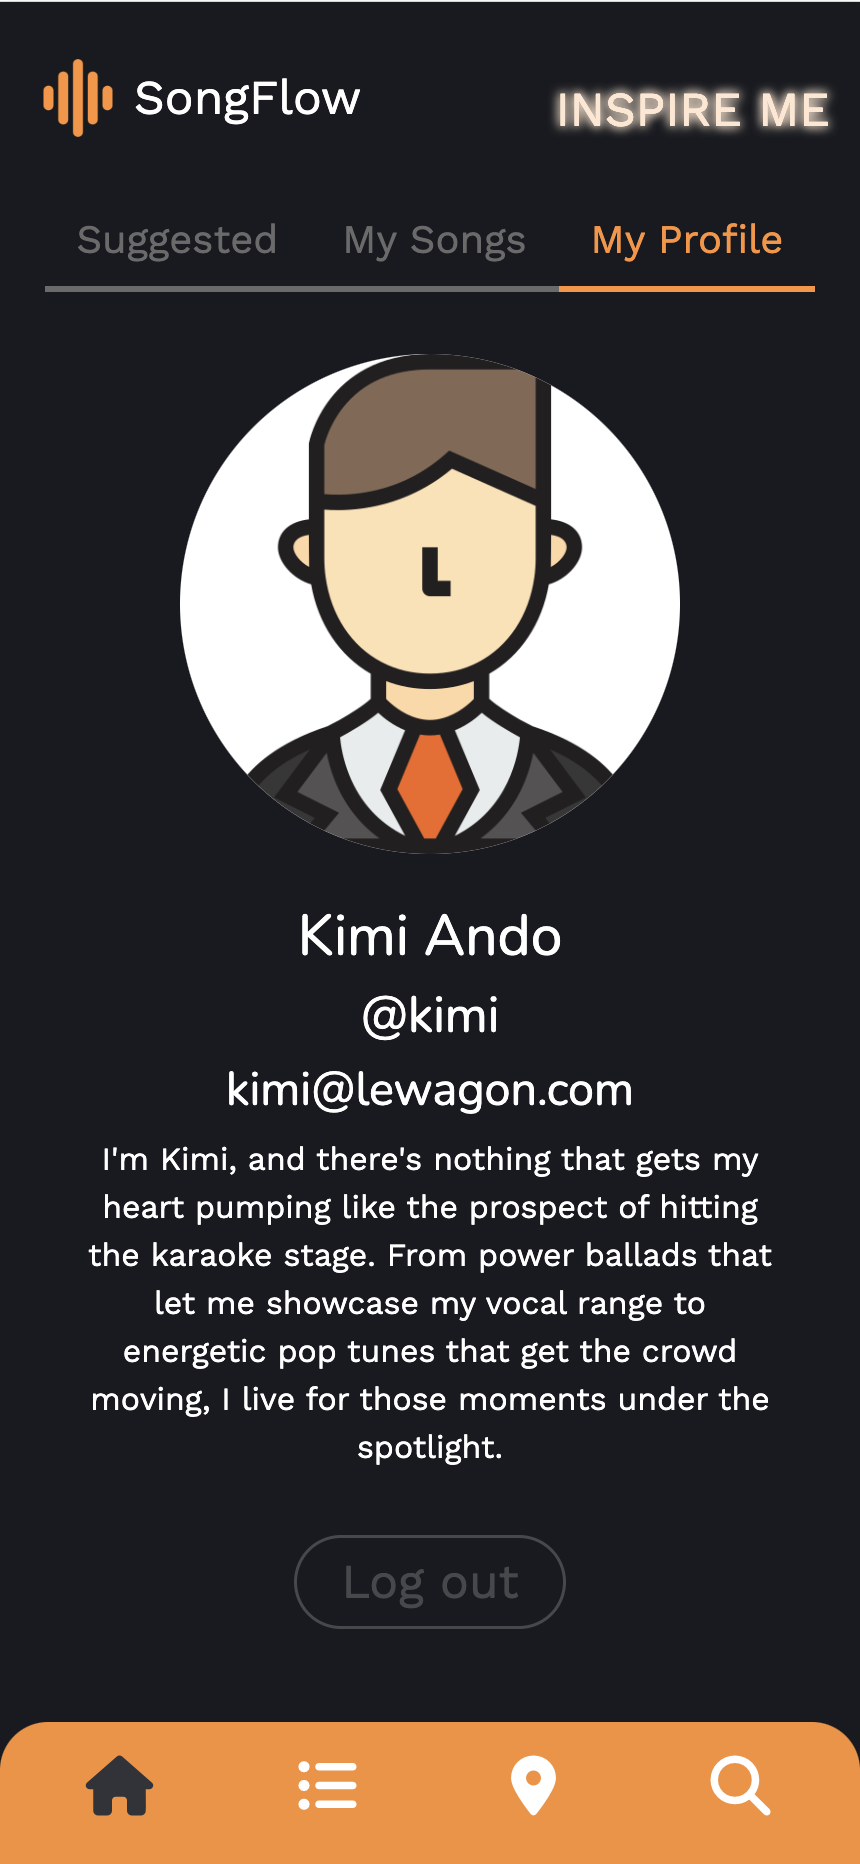 SongFlow
INSPIRE ME
Suggested
My Songs
My Profile
Kimi Ando
@kimi
kimi@lewagon.com
I'm Kimi, and there's nothing that gets my
heart pumping like the prospect of hitting
the karaoke stage. From power ballads that
let me showcase my vocal range to
energetic pop tunes that get the crowd
moving, I live for those moments under the
spotlight.
Log out